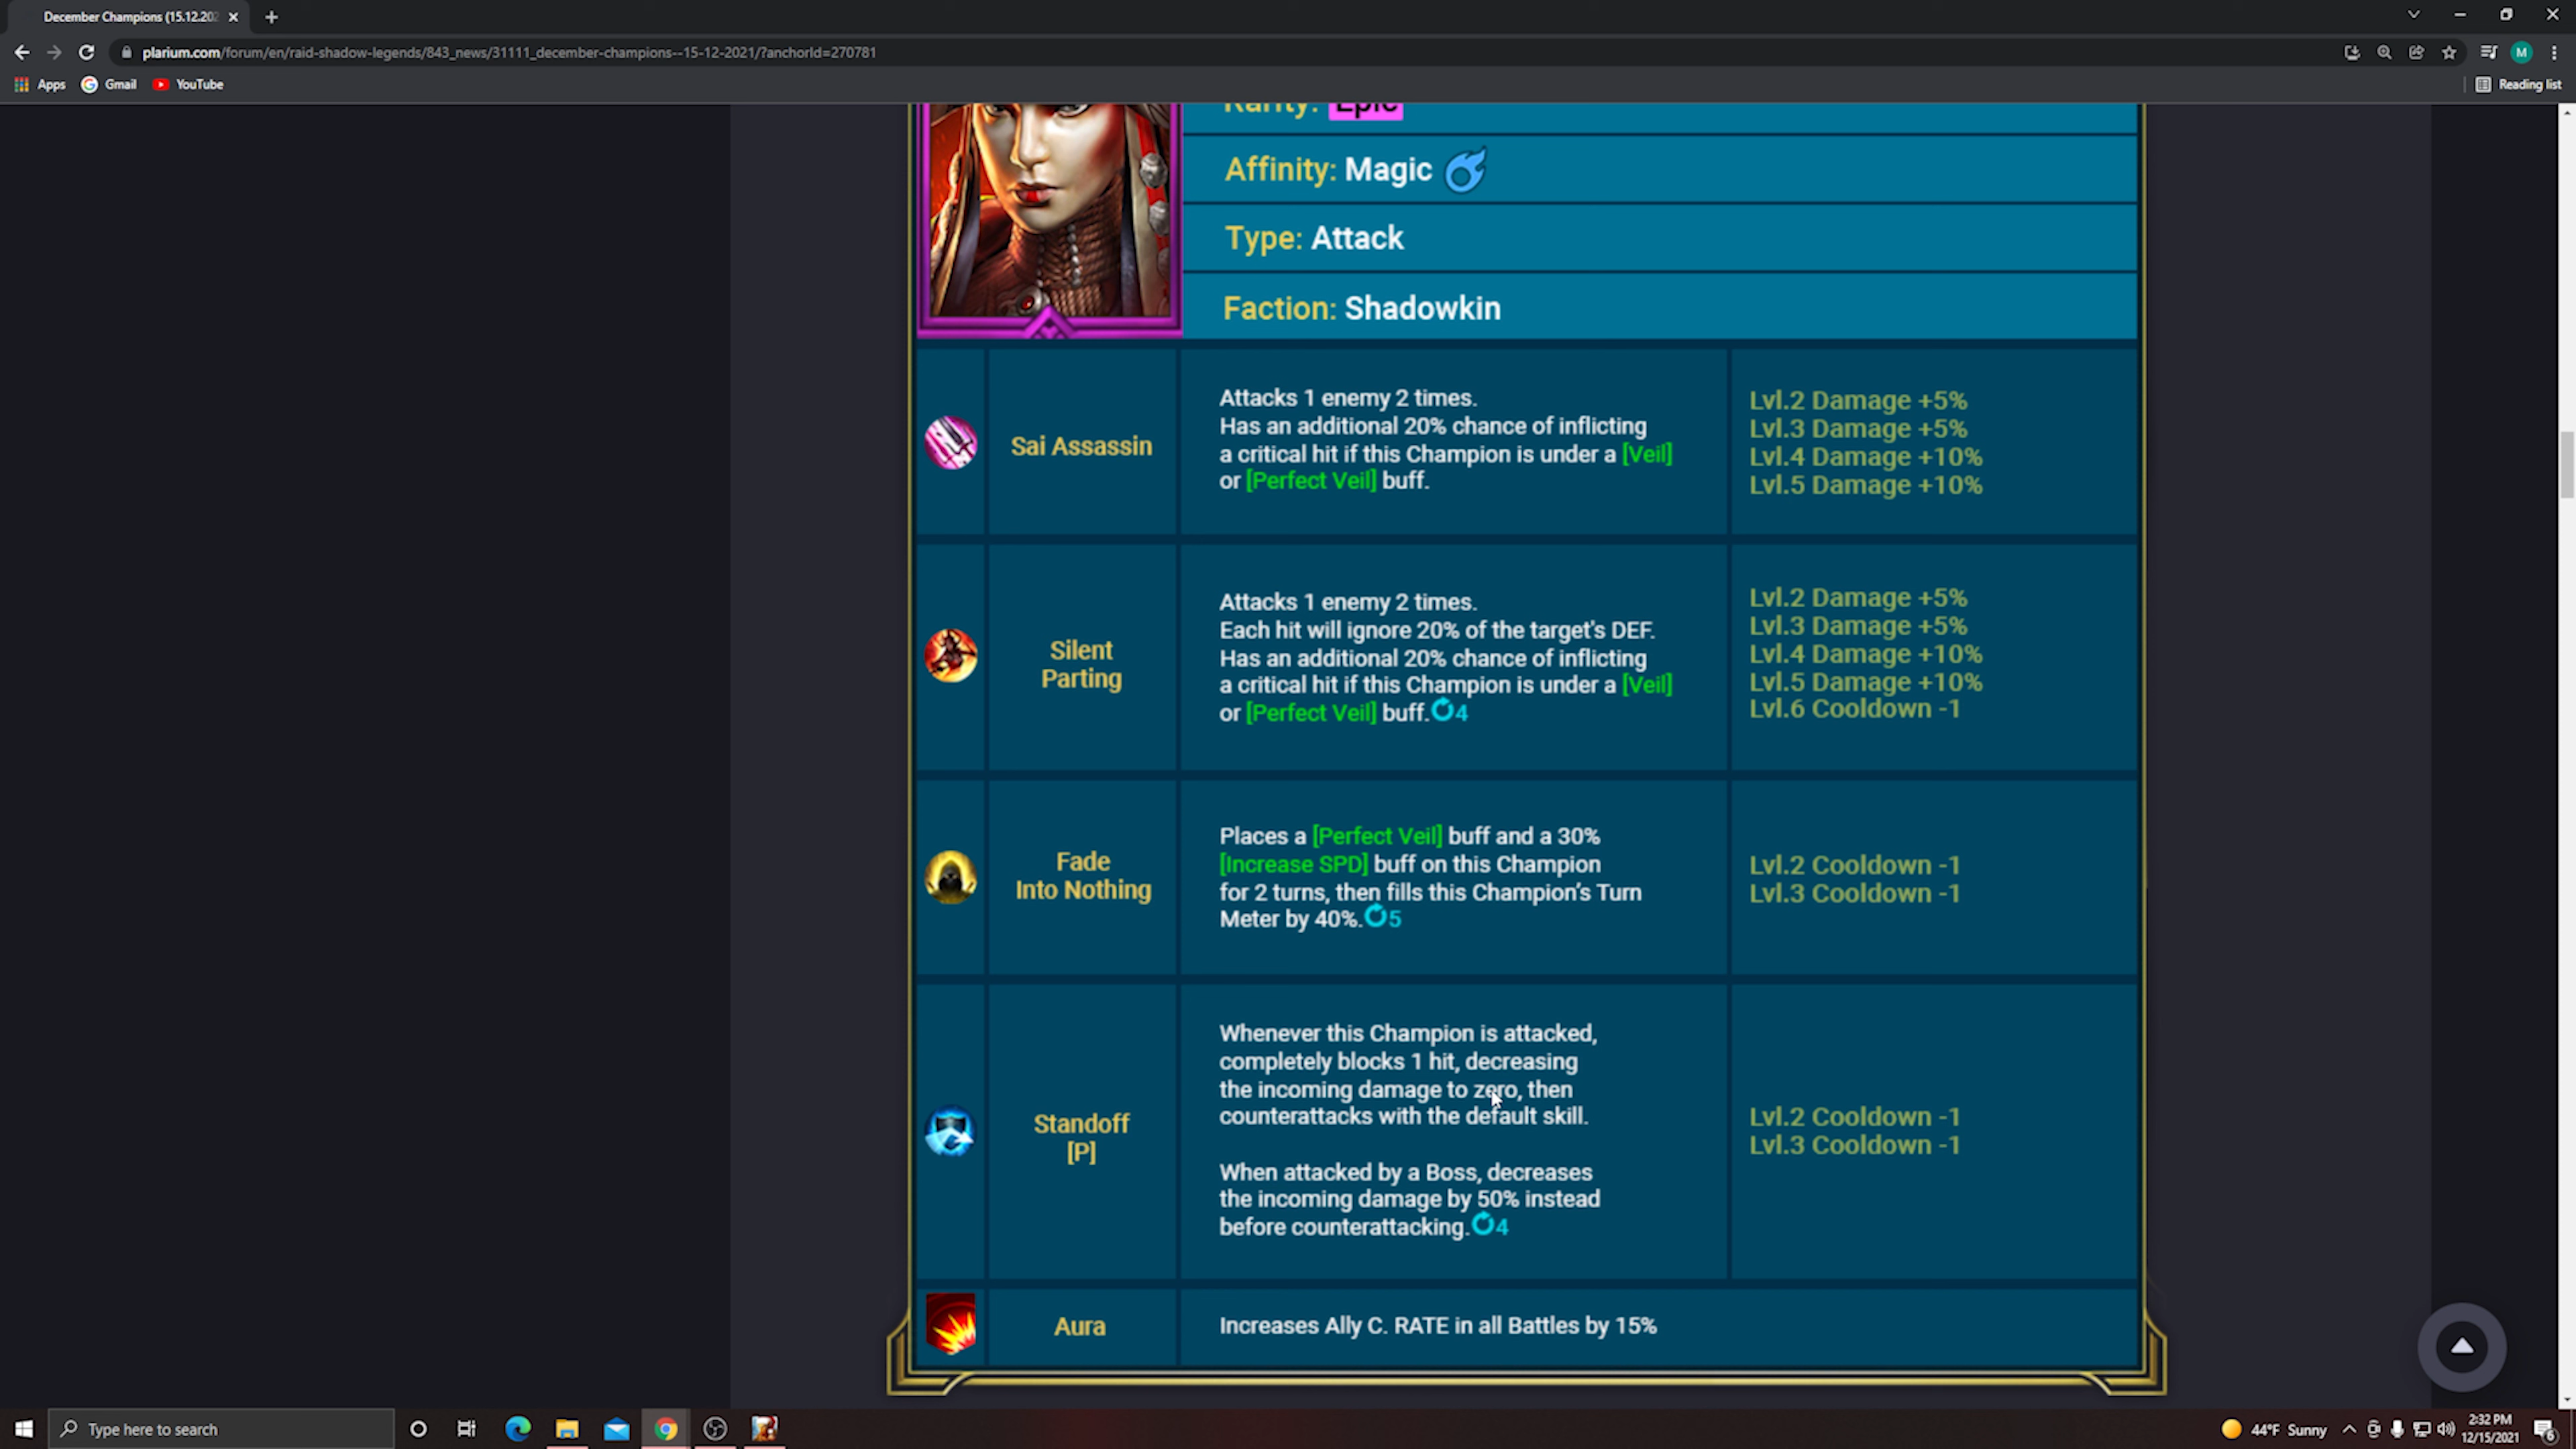 December Champions (15.12.202
plarium.com/forum/en/raid-shadow-legends/843_news/31111_december-champions--15-12-2021/?anchorId=270781
M
Apps
Gmail
YouTube
Reading list
Rarity: Epic
Affinity: Magic
Type: Attack
Faction: Shadowkin
Sai Assassin
Attacks 1 enemy 2 times.
Has an additional 20% chance of inflicting
a critical hit if this Champion is under a [Veil]
or [Perfect Veil] buff.
Lvl.2 Damage +5%
Lvl.3 Damage +5%
Lvl.4 Damage +10%
Lvl.5 Damage +10%
Silent
Parting
Attacks 1 enemy 2 times.
Each hit will ignore 20% of the target's DEF.
Has an additional 20% chance of inflicting
a critical hit if this Champion is under a [Veil]
or [Perfect Veil] buff. 4
Lvl.2 Damage +5%
Lvl.3 Damage +5%
Lvl.4 Damage +10%
Lvl.5 Damage +10%
Lvl.6 Cooldown -1
Fade
Into Nothing
Places a [Perfect Veil] buff and a 30%
[Increase SPD] buff on this Champion
for 2 turns, then fills this Champion's Turn
Meter by 40%. 5
Lvl.2 Cooldown -1
Lvl.3 Cooldown -1
Standoff
[P]
Whenever this Champion is attacked,
completely blocks 1 hit, decreasing
the incoming damage to zero, then
counterattacks with the default skill.
When attacked by a Boss, decreases
the incoming damage by 50% instead
before counterattacking. 4
Lvl.2 Cooldown -1
Lvl.3 Cooldown -1
Aura
Increases Ally C. RATE in all Battles by 15%
Type here to search
44°F Sunny
2:32 PM
12/15/2021
6